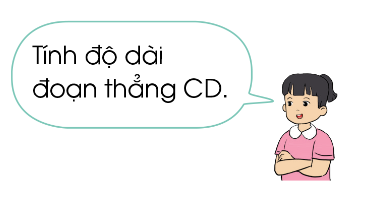 Tính độ dài
đoạn thẳng CD.